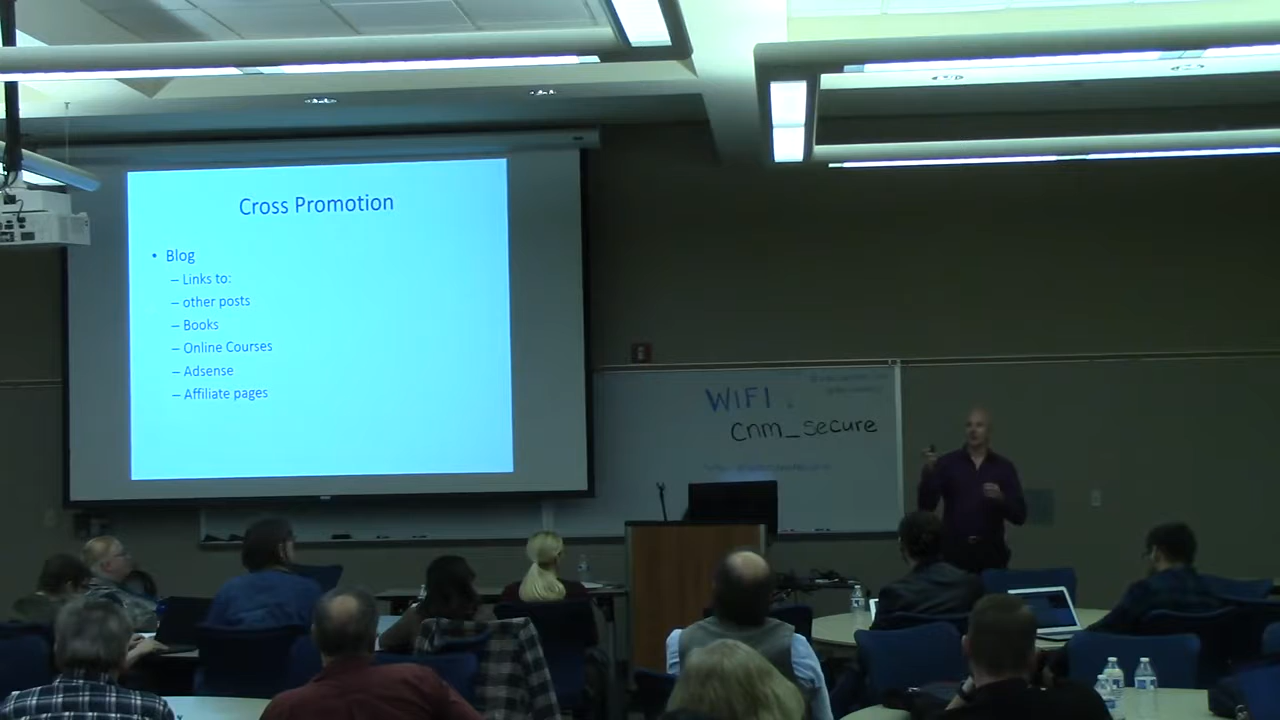 Cross Promotion
• Blog
– Links to:
– other posts
– Books
– Online Courses
– Adsense
– Affiliate pages
WIFI :
Cnm_secure